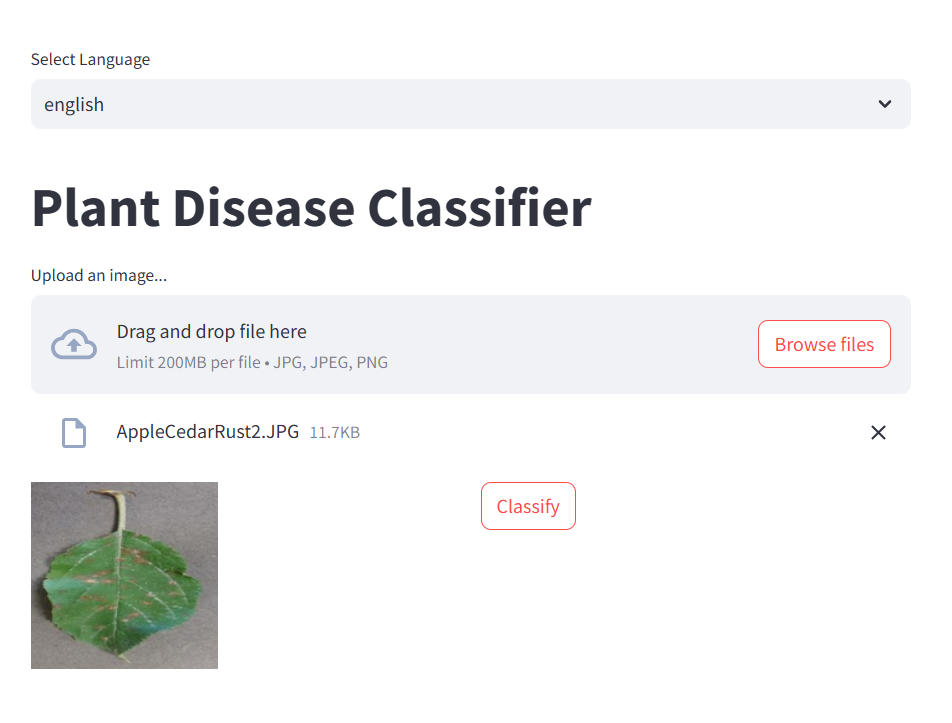 Select Language
english
Plant Disease Classifier
Upload an image...
Drag and drop file here
Limit 200MB per file • JPG, JPEG, PNG
Browse files
AppleCedarRust2.JPG 11.7KB
Classify